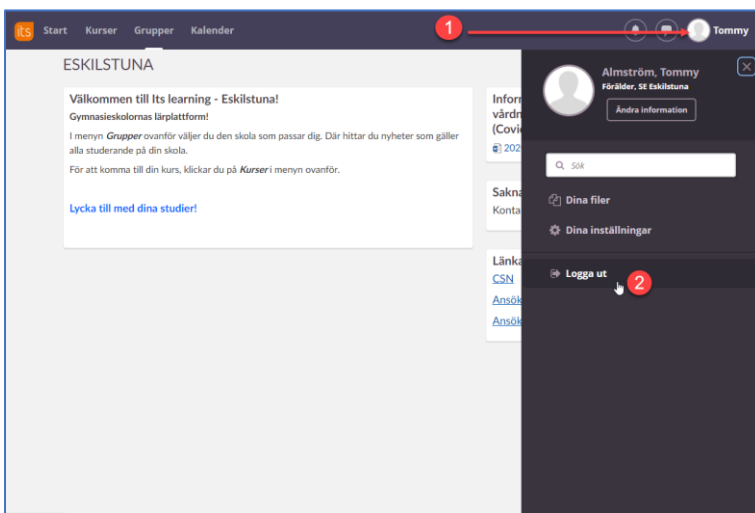 its Start Kurser Grupper Kalender 1 Tommy
ESKILSTUNA
Välkommen till Its learning - Eskilstuna!
Gymnasieskolornas lärplattform!
I menyn Grupper ovanför väljer du den skola som passar dig. Där hittar du nyheter som gäller
alla studerande på din skola.
För att komma till din kurs, klickar du på Kurser i menyn ovanför.
Lycka till med dina studier!
Infor
vårdn
(Covi
202
Sakna
Konta
Länka
CSN
Ansök
Ansök
Almström, Tommy
Förälder, SE Eskilstuna
Ändra information
Sök
Dina filer
Dina inställningar
Logga ut 2